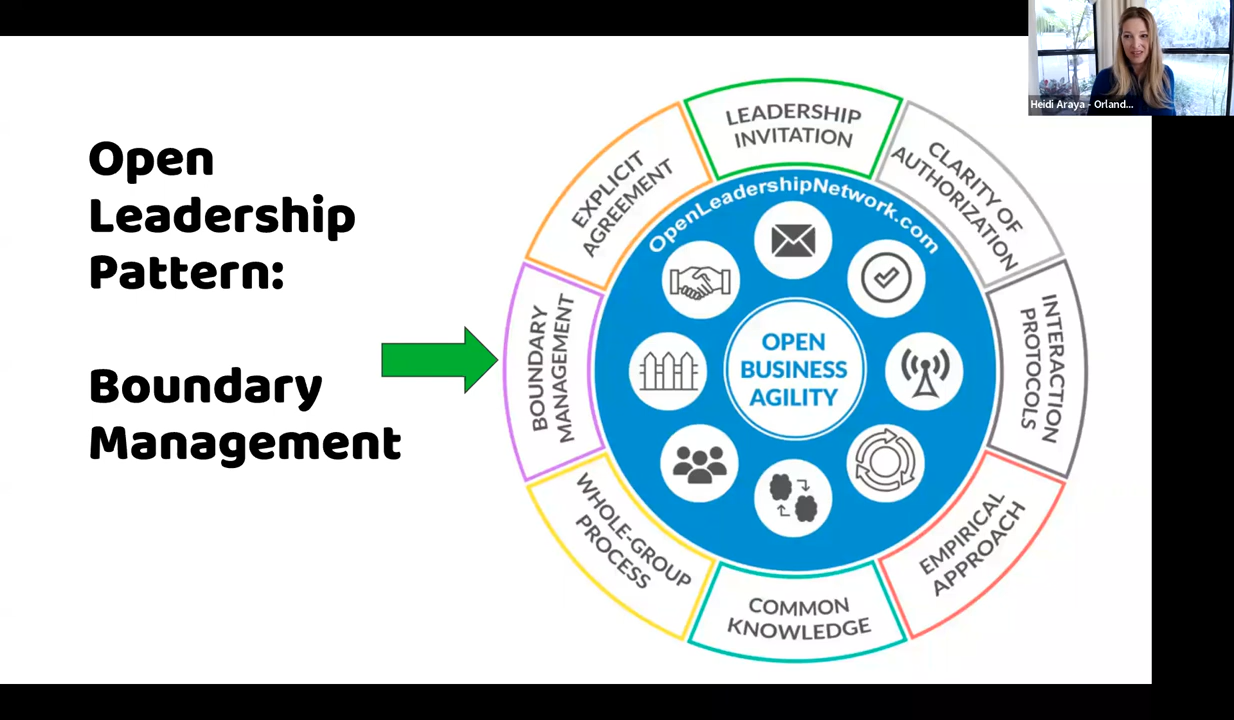 Open
Leadership
Pattern:
Boundary
Management
LEADERSHIP
INVITATION
CLARITY OF
AUTHORIZATION
INTERACTION
PROTOCOLS
EMPIRICAL
APPROACH
COMMON
KNOWLEDGE
WHOLE-GROUP
PROCESS
BOUNDARY
MANAGEMENT
EXPLICIT
AGREEMENT
OpenLeadershipNetwork.com
OPEN
BUSINESS
AGILITY
Heidi Araya - Orland...